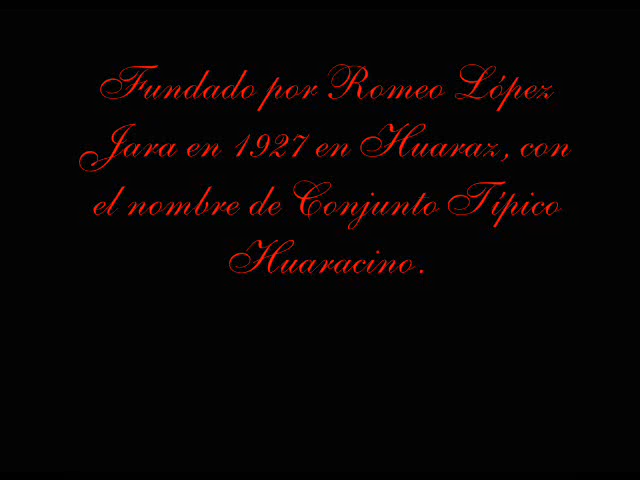 Fundado por Romeo López
Jara en 1927 en Huaraz, con
el nombre de Conjunto Típico
Huaracino.